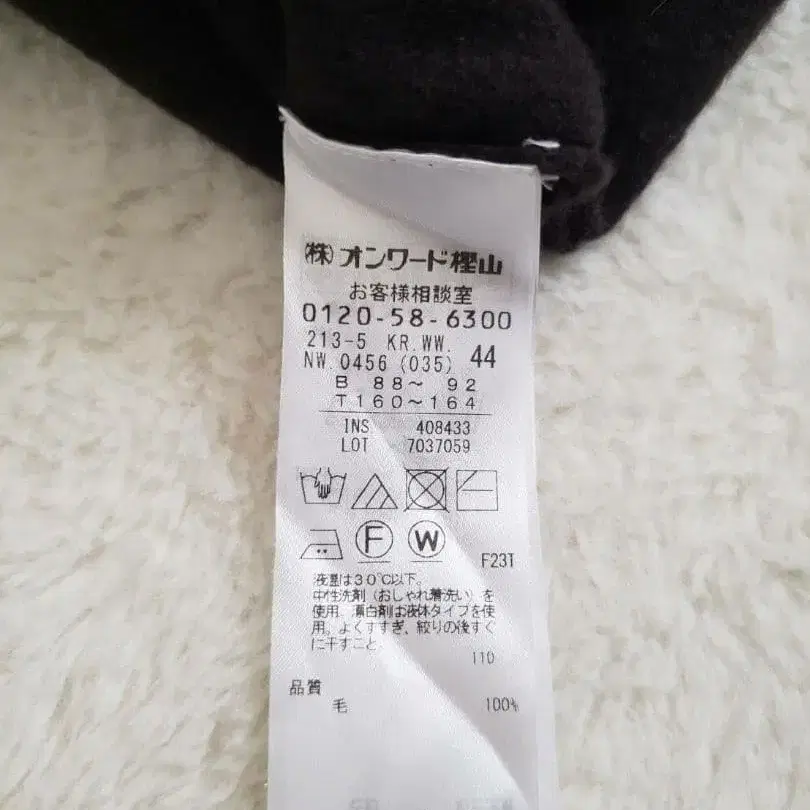 ㈱オンワード樫山
お客様相談室
0120-58-6300
213-5 KR.WW.
NW.0456 (035) 44
B 88～ 92
T160～164
INS 408433
LOT 7037059
F W
F23T
液温は30℃以下。
中性洗剤（おしゃれ着洗い）を
使用。漂白剤は液体タイプを使
用。よくすすぎ、絞りの後すぐ
に干すこと。
110
品質
毛 100%